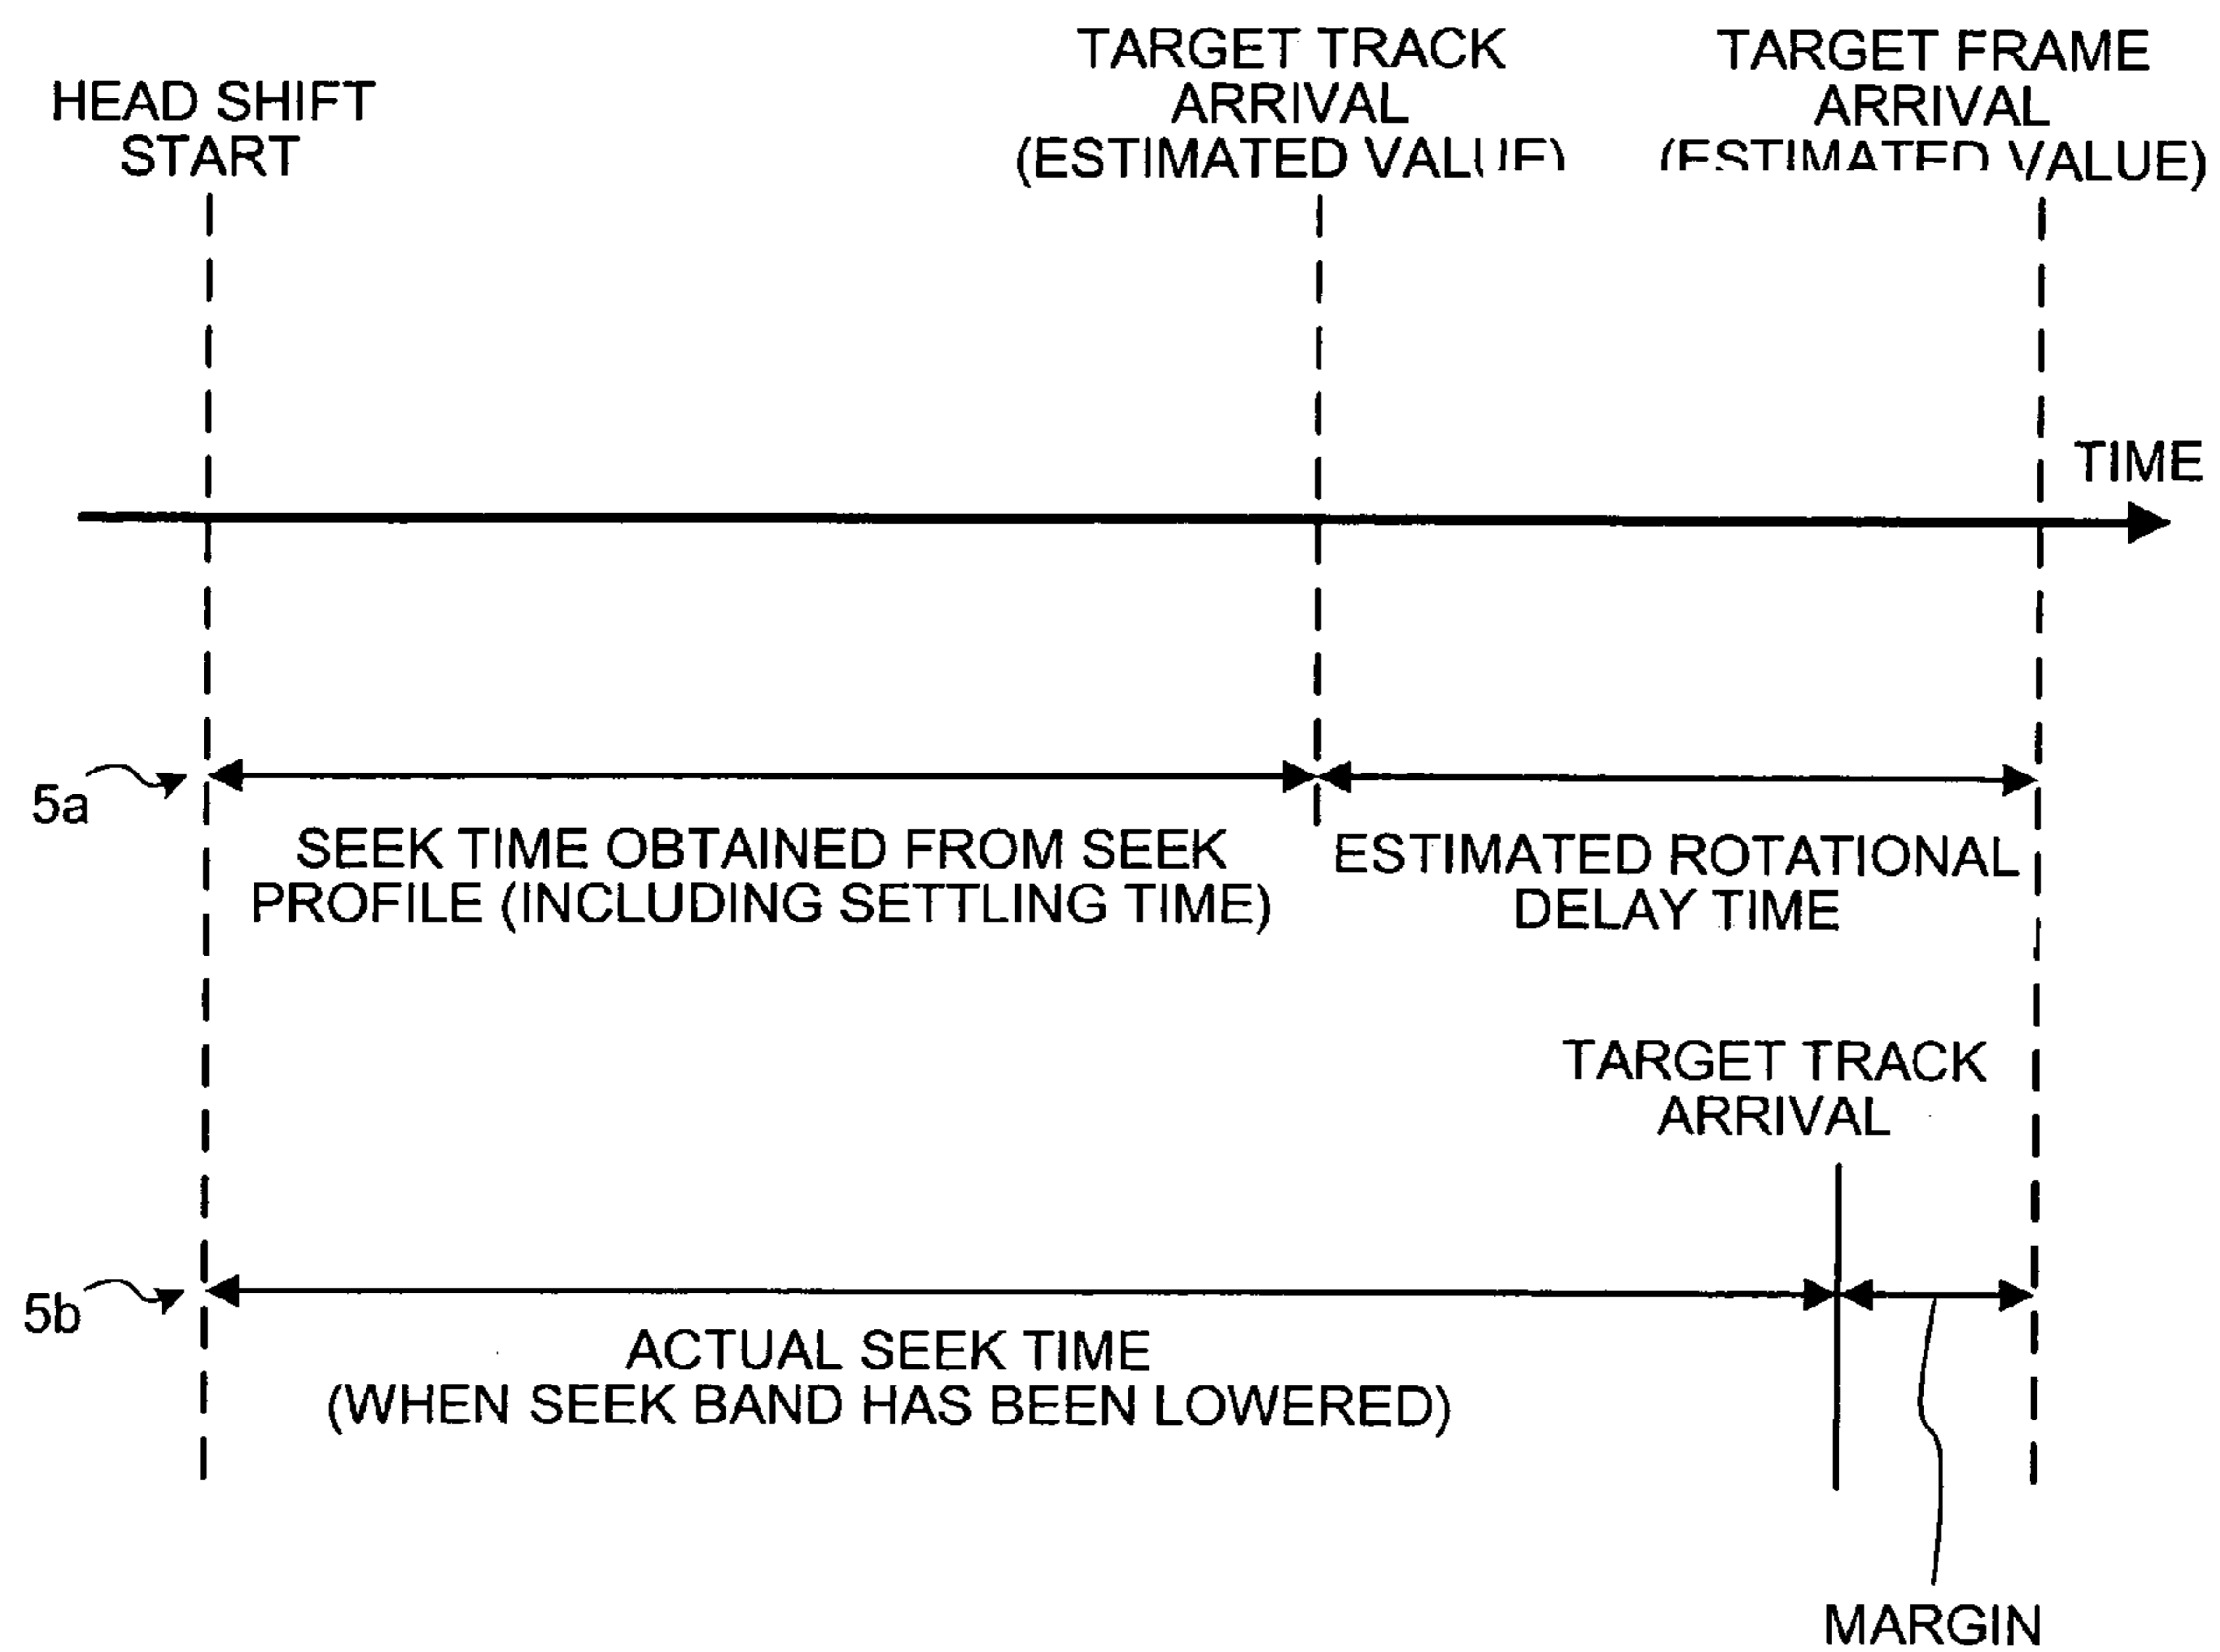 HEAD SHIFT
START
TARGET TRACK
ARRIVAL
(ESTIMATED VALUE)
TARGET FRAME
ARRIVAL
(ESTIMATED VALUE)
TIME
5a
SEEK TIME OBTAINED FROM SEEK
PROFILE (INCLUDING SETTLING TIME)
ESTIMATED ROTATIONAL
DELAY TIME
TARGET TRACK
ARRIVAL
5b
ACTUAL SEEK TIME
(WHEN SEEK BAND HAS BEEN LOWERED)
MARGIN